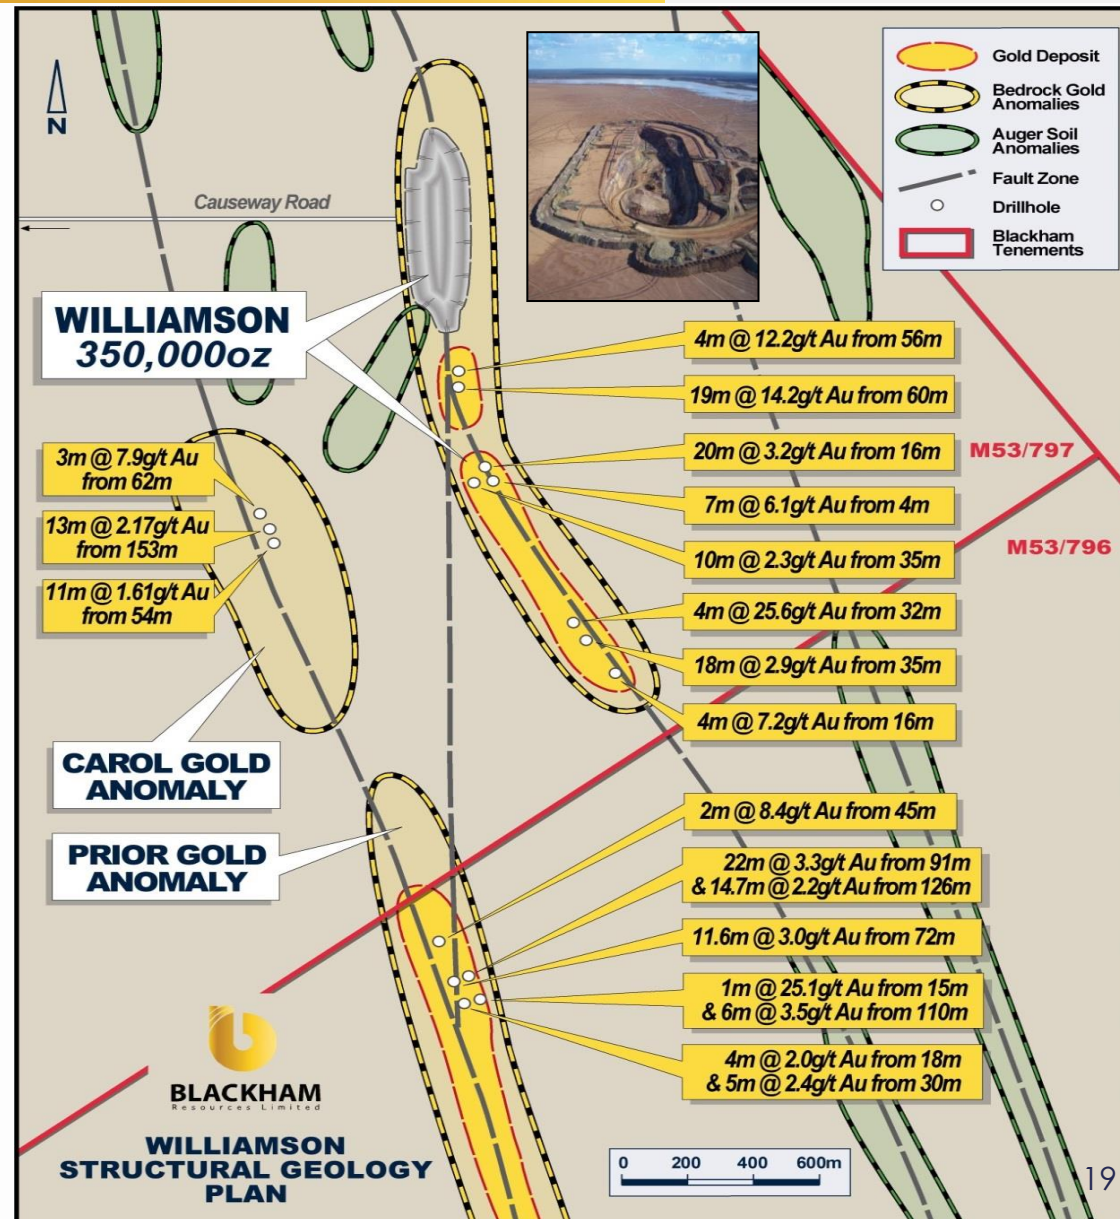 N
Causeway Road
Gold Deposit
Bedrock Gold
Anomalies
Auger Soil
Anomalies
Fault Zone
Drillhole
Blackham
Tenements
WILLIAMSON
350,000oz
4m @ 12.2g/t Au from 56m
19m @ 14.2g/t Au from 60m
20m @ 3.2g/t Au from 16m
M53/797
7m @ 6.1g/t Au from 4m
10m @ 2.3g/t Au from 35m
M53/796
4m @ 25.6g/t Au from 32m
18m @ 2.9g/t Au from 35m
4m @ 7.2g/t Au from 16m
3m @ 7.9g/t Au
from 62m
13m @ 2.17g/t Au
from 153m
11m @ 1.61g/t Au
from 54m
CAROL GOLD
ANOMALY
PRIOR GOLD
ANOMALY
2m @ 8.4g/t Au from 45m
22m @ 3.3g/t Au from 91m
& 14.7m @ 2.2g/t Au from 126m
11.6m @ 3.0g/t Au from 72m
1m @ 25.1g/t Au from 15m
& 6m @ 3.5g/t Au from 110m
4m @ 2.0g/t Au from 18m
& 5m @ 2.4g/t Au from 30m
BLACKHAM
Resources Limited
WILLIAMSON
STRUCTURAL GEOLOGY
PLAN
0 200 400 600m
19